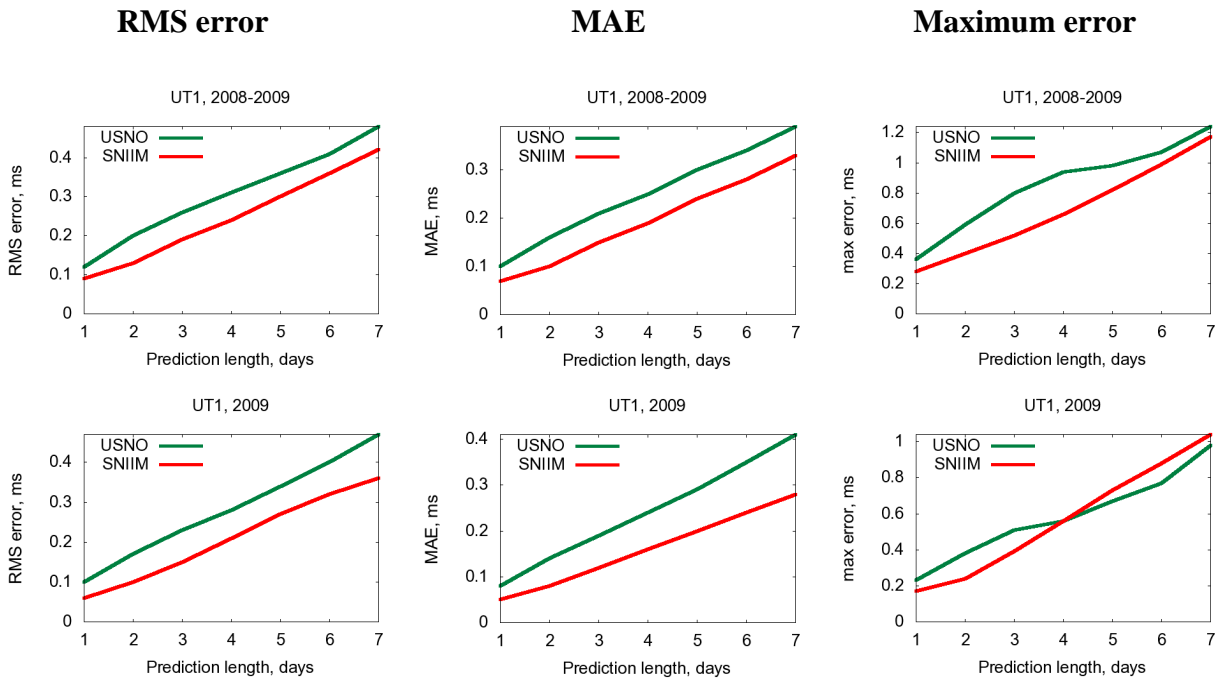 RMS error
MAE
Maximum error
UT1, 2008-2009
USNO
SNIIM
RMS error, ms
0.4
0.3
0.2
0.1
0
1 2 3 4 5 6 7
Prediction length, days
UT1, 2008-2009
USNO
SNIIM
MAE, ms
0.3
0.2
0.1
0
1 2 3 4 5 6 7
Prediction length, days
UT1, 2008-2009
USNO
SNIIM
max error, ms
1.2
1
0.8
0.6
0.4
0.2
0
1 2 3 4 5 6 7
Prediction length, days
UT1, 2009
USNO
SNIIM
RMS error, ms
0.4
0.3
0.2
0.1
0
1 2 3 4 5 6 7
Prediction length, days
UT1, 2009
USNO
SNIIM
MAE, ms
0.4
0.3
0.2
0.1
0
1 2 3 4 5 6 7
Prediction length, days
UT1, 2009
USNO
SNIIM
max error, ms
1
0.8
0.6
0.4
0.2
0
1 2 3 4 5 6 7
Prediction length, days